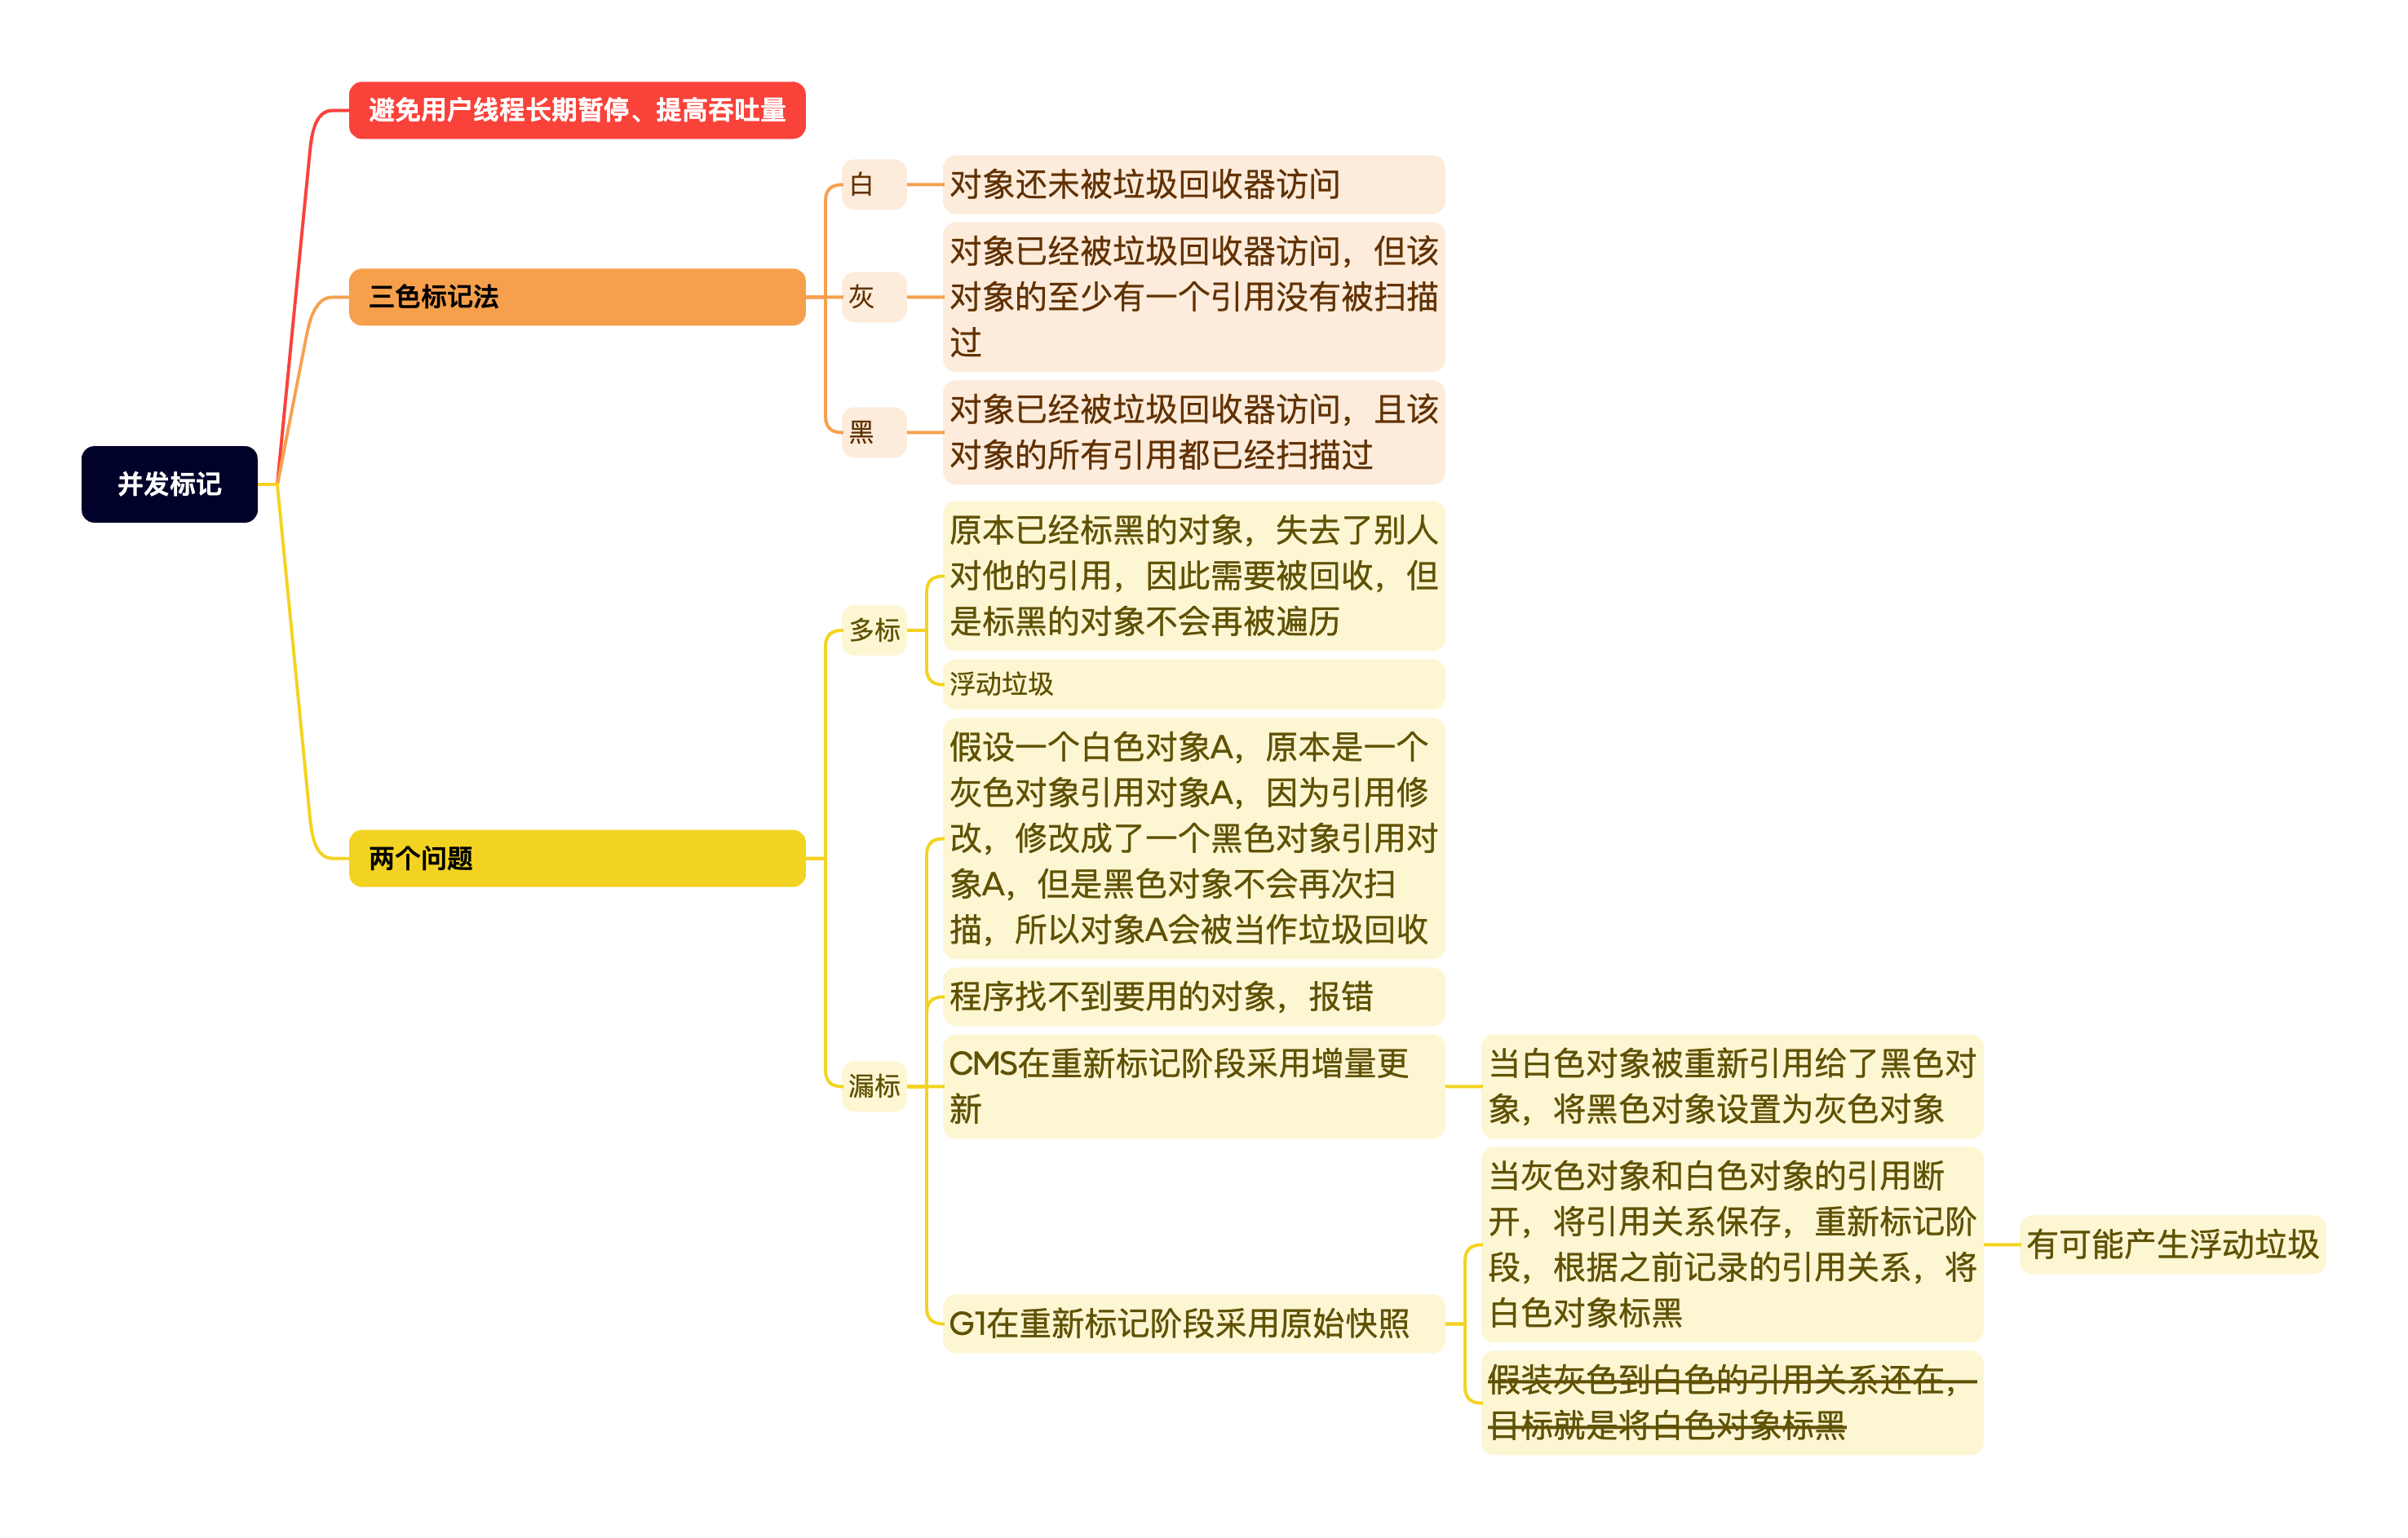 避免用户线程长期暂停、提高吞吐量
白
对象还未被垃圾回收器访问
三色标记法
灰
对象已经被垃圾回收器访问，但该
对象的至少有一个引用没有被扫描
过
黑
对象已经被垃圾回收器访问，且该
对象的所有引用都已经扫描过
并发标记
两个问题
多标
原本已经标黑的对象，失去了别人
对他的引用，因此需要被回收，但
是标黑的对象不会再被遍历
浮动垃圾
漏标
假设一个白色对象A，原本是一个
灰色对象引用对象A，因为引用修
改，修改成了一个黑色对象引用对
象A，但是黑色对象不会再次扫
描，所以对象A会被当作垃圾回收
程序找不到要用的对象，报错
CMS在重新标记阶段采用增量更
新
当白色对象被重新引用给了黑色对
象，将黑色对象设置为灰色对象
G1在重新标记阶段采用原始快照
当灰色对象和白色对象的引用断
开，将引用关系保存，重新标记阶
段，根据之前记录的引用关系，将
白色对象标黑
有可能产生浮动垃圾
假装灰色到白色的引用关系还在，
目标就是将白色对象标黑